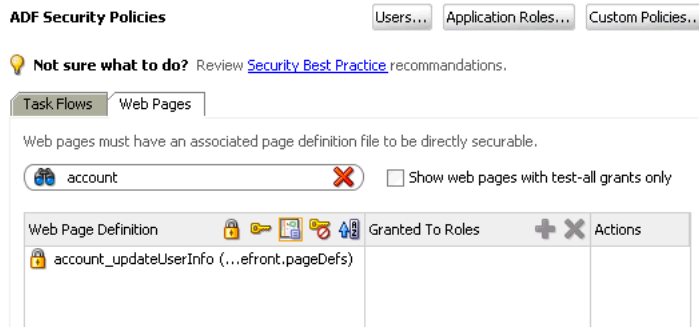 ADF Security Policies Users... Application Roles... Custom Policies..
Not sure what to do? Review Security Best Practice recommandations.
Task Flows Web Pages
Web pages must have an associated page definition file to be directly securable.
account Show web pages with test-all grants only
Web Page Definition Granted To Roles Actions
account_updateUserInfo (...efront.pageDefs)